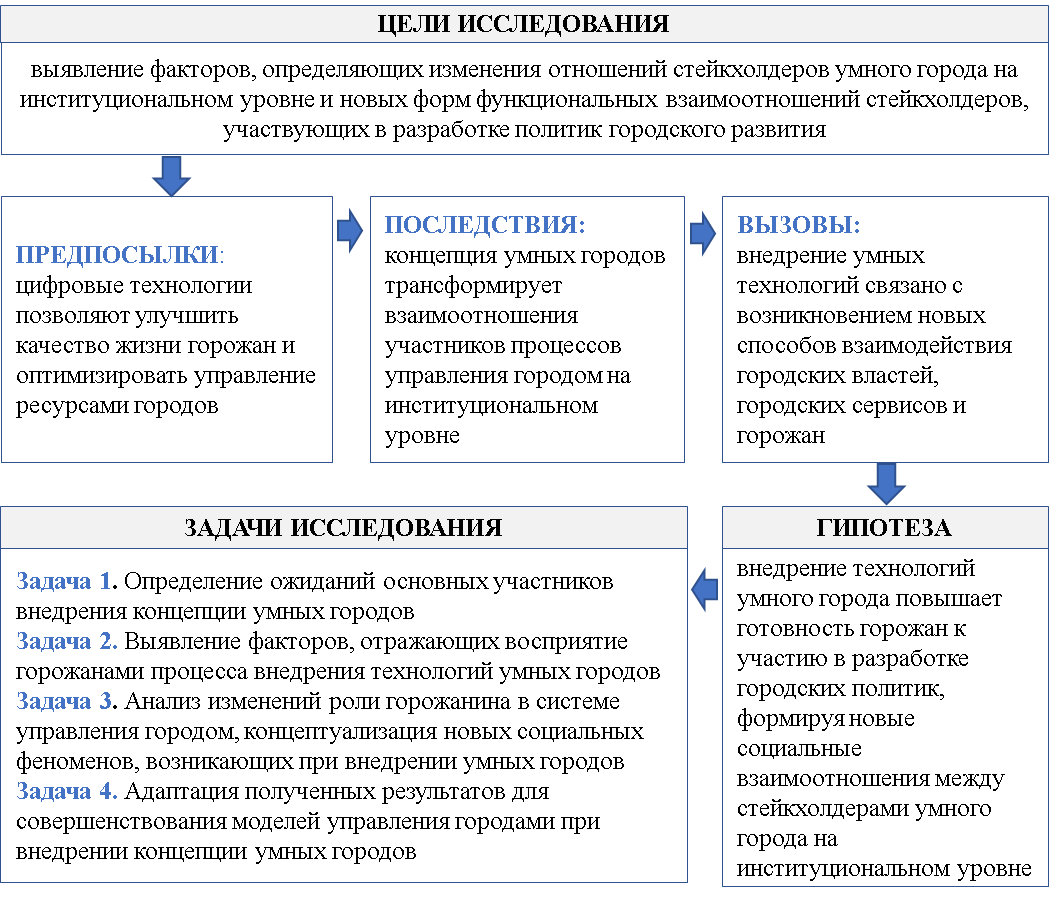 ЦЕЛИ ИССЛЕДОВАНИЯ
выявление факторов, определяющих изменения отношений стейкхолдеров умного города на
институциональном уровне и новых форм функциональных взаимоотношений стейкхолдеров,
участвующих в разработке политик городского развития
ПРЕДПОСЫЛКИ:
цифровые технологии
позволяют улучшить
качество жизни горожан и
оптимизировать управление
ресурсами городов
ПОСЛЕДСТВИЯ:
концепция умных городов
трансформирует
взаимоотношения
участников процессов
управления городом на
институциональном
уровне
ВЫЗОВЫ:
внедрение умных
технологий связано с
возникновением новых
способов взаимодействия
городских властей,
городских сервисов и
горожан
ГИПОТЕЗА
внедрение технологий
умного города повышает
готовность горожан к
участию в разработке
городских политик,
формируя новые
социальные
взаимоотношения между
стейкхолдерами умного
города на
институциональном уровне
ЗАДАЧИ ИССЛЕДОВАНИЯ
Задача 1. Определение ожиданий основных участников
внедрения концепции умных городов
Задача 2. Выявление факторов, отражающих восприятие
горожанами процесса внедрения технологий умных городов
Задача 3. Анализ изменений роли горожанина в системе
управления городом, концептуализация новых социальных
феноменов, возникающих при внедрении умных городов
Задача 4. Адаптация полученных результатов для
совершенствования моделей управления городами при
внедрении концепции умных городов